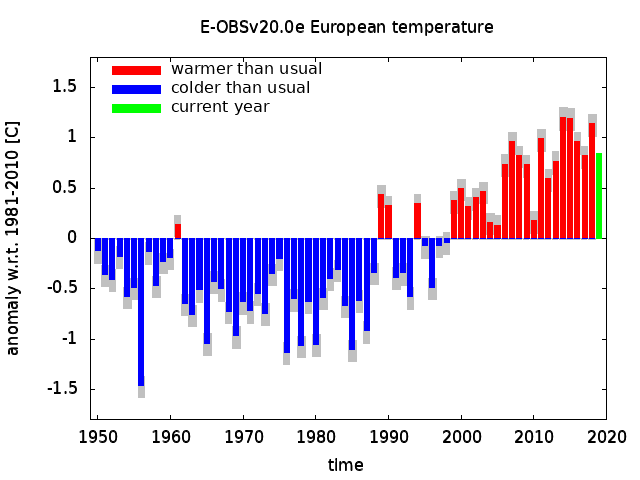 E-OBSv20.0e European temperature
warmer than usual
colder than usual
current year
anomaly w.r.t. 1981-2010 [C]
1.5
1
0.5
0
-0.5
-1
-1.5
1950 1960 1970 1980 1990 2000 2010 2020
time